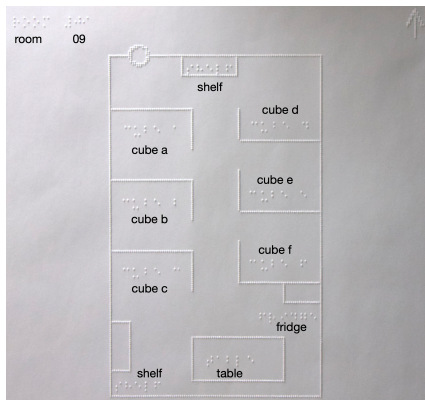 room 09
shelf
cube d
cube a
cube e
cube b
cube f
cube c
fridge
shelf table